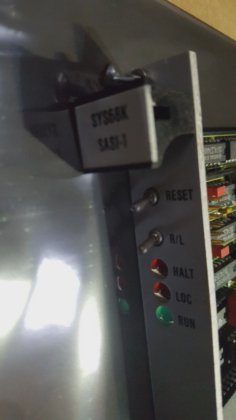 SYS68K
SASI-1
RESET
R/L
HALT
LOC
RUN